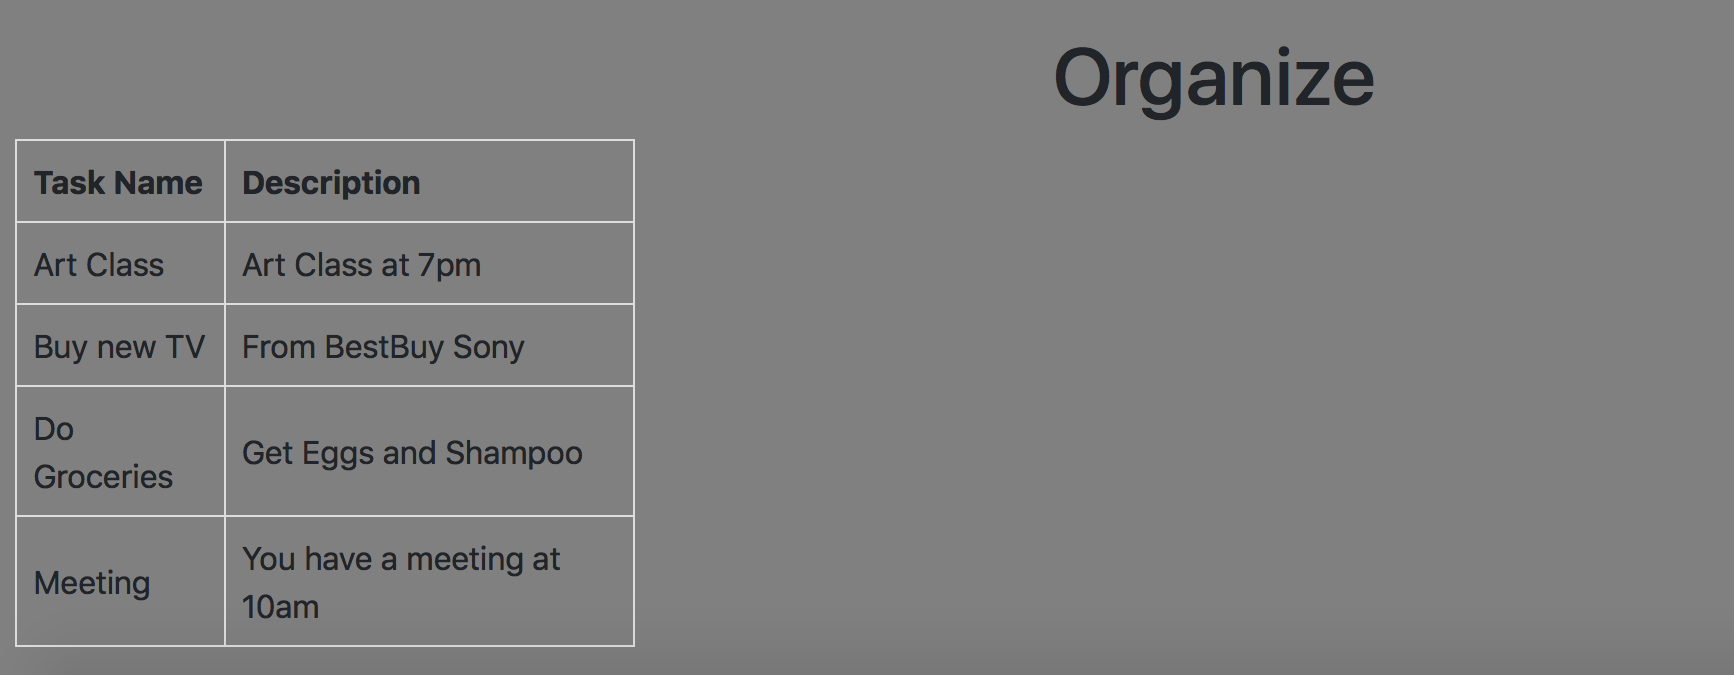 Organize
Task Name Description
Art Class Art Class at 7pm
Buy new TV From BestBuy Sony
Do
Groceries
Get Eggs and Shampoo
Meeting
You have a meeting at
10am